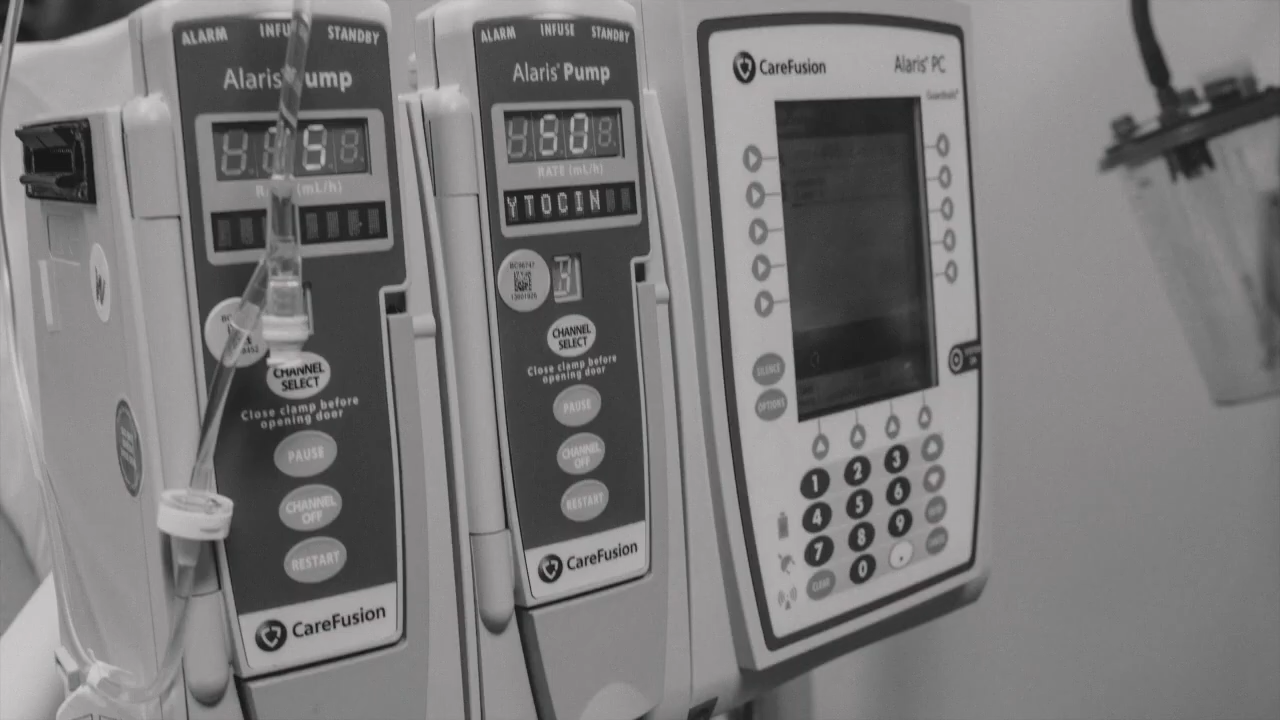 ALARM INFUSE STANDBY
Alaris® Pump
RATE (mL/h)
CHANNEL SELECT
Close clamp before
opening door
PAUSE
CHANNEL OFF
RESTART
CareFusion
ALARM INFUSE STANDBY
Alaris® Pump
50
RATE (mL/h)
YTOCIN
CHANNEL SELECT
Close clamp before
opening door
PAUSE
CHANNEL OFF
RESTART
CareFusion
CareFusion Alaris® PC
Guardrails®
SILENCE
OPTIONS
1 2 3
4 5 6
7 8 9
CLEAR 0 .